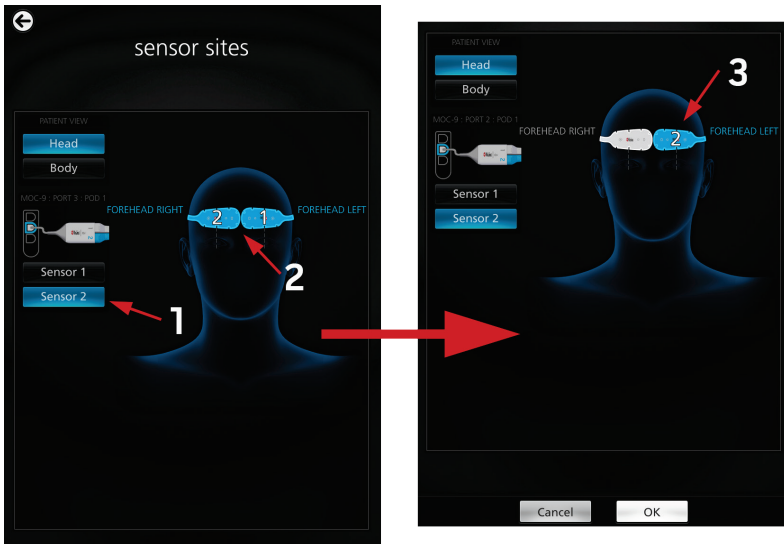 sensor sites
PATIENT VIEW
Head
Body
MOC-9 : PORT 3 : POD 1
FOREHEAD RIGHT
2
1
FOREHEAD LEFT
Sensor 1
Sensor 2
1
2
PATIENT VIEW
Head
Body
3
MOC-9 : PORT 2 : POD 1
FOREHEAD RIGHT
2
FOREHEAD LEFT
Sensor 1
Sensor 2
Cancel
OK